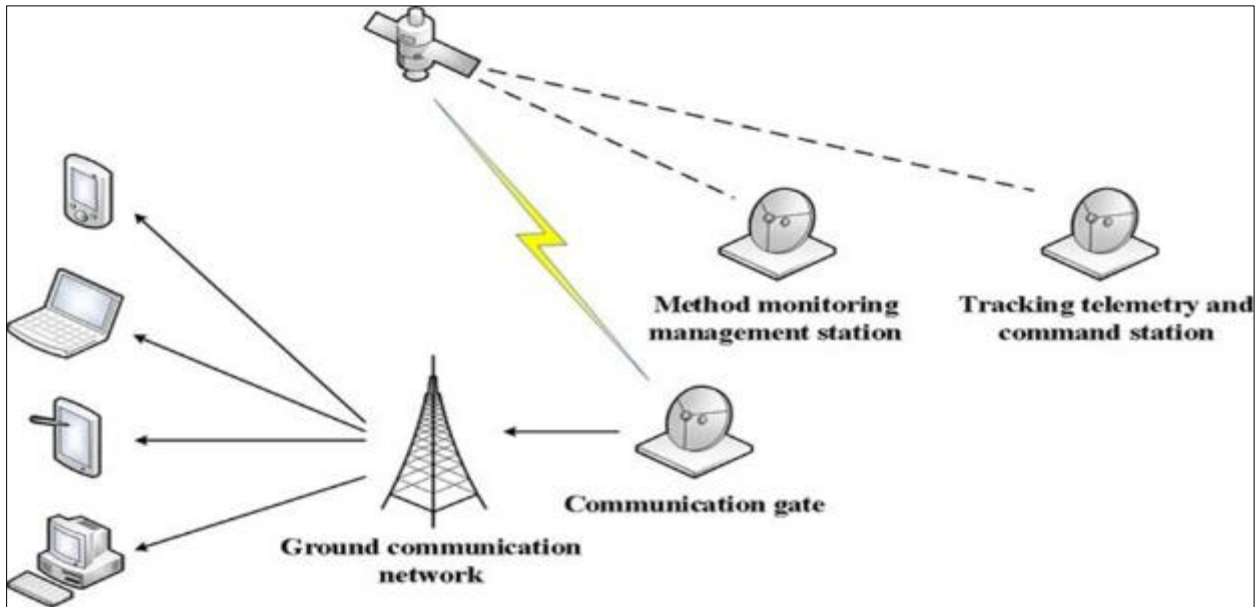 Method monitoring
management station
Tracking telemetry and
command station
Communication gate
Ground communication
network